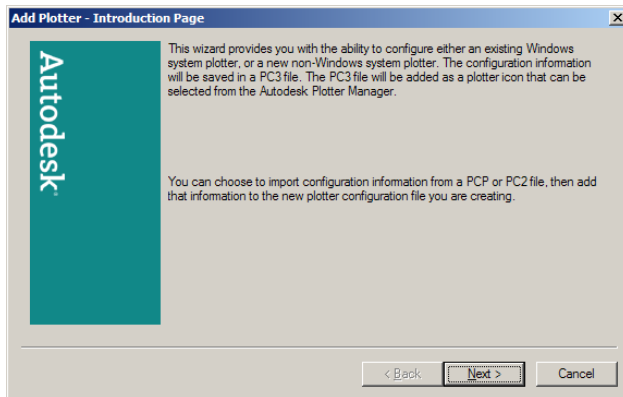 Add Plotter - Introduction Page
Autodesk
This wizard provides you with the ability to configure either an existing Windows
system plotter, or a new non-Windows system plotter. The configuration information
will be saved in a PC3 file. The PC3 file will be added as a plotter icon that can be
selected from the Autodesk Plotter Manager.
You can choose to import configuration information from a PCP or PC2 file, then add
that information to the new plotter configuration file you are creating.
< Back Next > Cancel